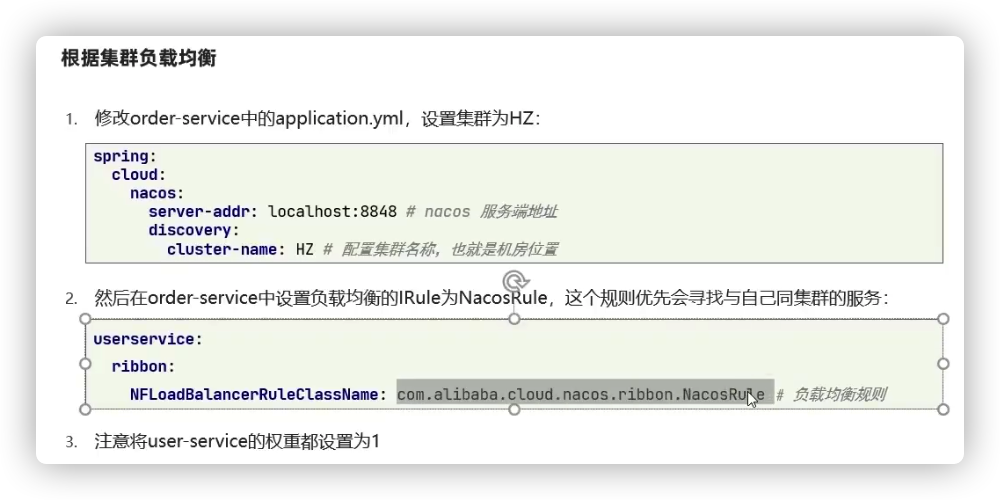 根据集群负载均衡
1. 修改order-service中的application.yml，设置集群为HZ：
spring:
cloud:
nacos:
server-addr: localhost:8848 # nacos 服务端地址
discovery:
cluster-name: HZ # 配置集群名称，也就是机房位置
2. 然后在order-service中设置负载均衡的IRule为NacosRule，这个规则优先会寻找与自己同集群的服务：
userservice:
ribbon:
NFLoadBalancerRuleClassName: com.alibaba.cloud.nacos.ribbon.NacosRule # 负载均衡规则
3. 注意将user-service的权重都设置为1